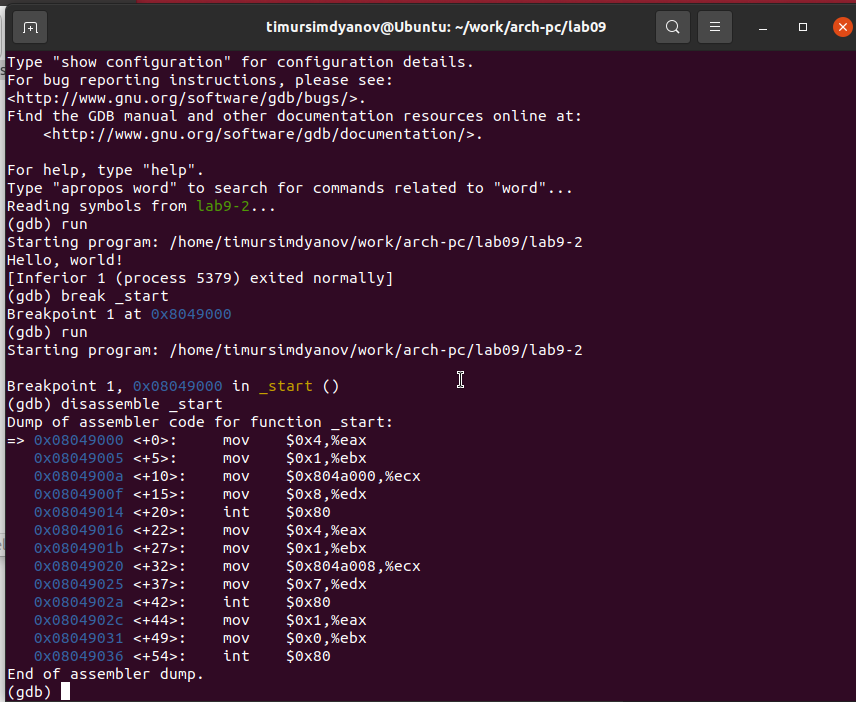 timursimdyanov@Ubuntu: ~/work/arch-pc/lab09
Type "show configuration" for configuration details.
For bug reporting instructions, please see:
<http://www.gnu.org/software/gdb/bugs/>.
Find the GDB manual and other documentation resources online at:
    <http://www.gnu.org/software/gdb/documentation/>.

For help, type "help".
Type "apropos word" to search for commands related to "word"...
Reading symbols from lab9-2...
(gdb) run
Starting program: /home/timursimdyanov/work/arch-pc/lab09/lab9-2
Hello, world!
[Inferior 1 (process 5379) exited normally]
(gdb) break _start
Breakpoint 1 at 0x8049000
(gdb) run
Starting program: /home/timursimdyanov/work/arch-pc/lab09/lab9-2

Breakpoint 1, 0x08049000 in _start ()
(gdb) disassemble _start
Dump of assembler code for function _start:
=> 0x08049000 <+0>:     mov    $0x4,%eax
   0x08049005 <+5>:     mov    $0x1,%ebx
   0x0804900a <+10>:    mov    $0x804a000,%ecx
   0x0804900f <+15>:    mov    $0x8,%edx
   0x08049014 <+20>:    int    $0x80
   0x08049016 <+22>:    mov    $0x4,%eax
   0x0804901b <+27>:    mov    $0x1,%ebx
   0x08049020 <+32>:    mov    $0x804a008,%ecx
   0x08049025 <+37>:    mov    $0x7,%edx
   0x0804902a <+42>:    int    $0x80
   0x0804902c <+44>:    mov    $0x1,%eax
   0x08049031 <+49>:    mov    $0x0,%ebx
   0x08049036 <+54>:    int    $0x80
End of assembler dump.
(gdb)